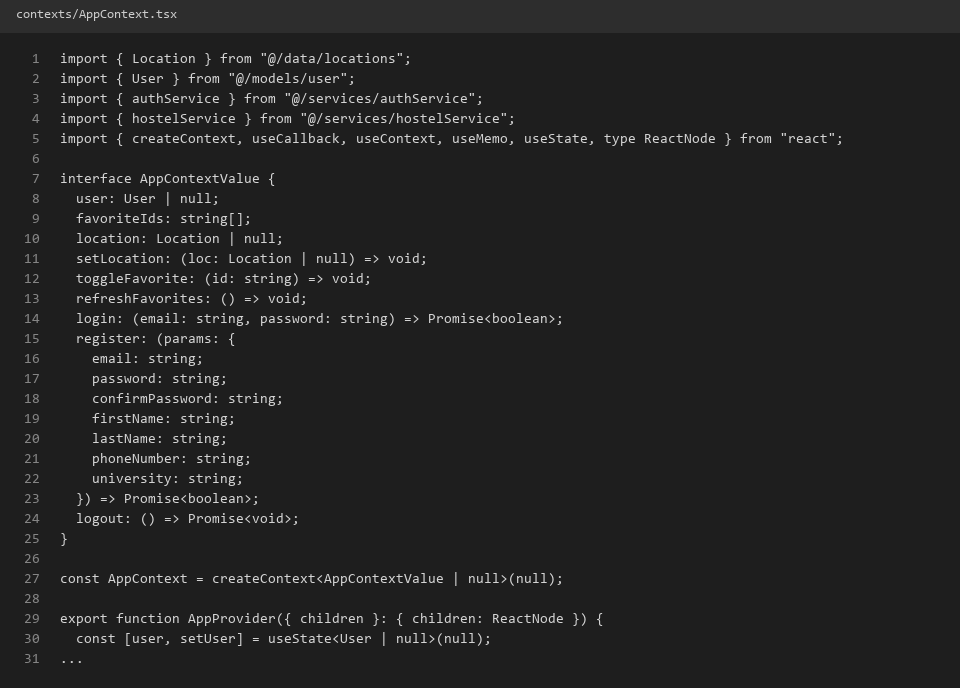 contexts/AppContext.tsx
1 import { Location } from "@/data/locations";
2 import { User } from "@/models/user";
3 import { authService } from "@/services/authService";
4 import { hostelService } from "@/services/hostelService";
5 import { createContext, useCallback, useContext, useMemo, useState, type ReactNode } from "react";
6
7 interface AppContextValue {
8   user: User | null;
9   favoriteIds: string[];
10   location: Location | null;
11   setLocation: (loc: Location | null) => void;
12   toggleFavorite: (id: string) => void;
13   refreshFavorites: () => void;
14   login: (email: string, password: string) => Promise<boolean>;
15   register: (params: {
16     email: string;
17     password: string;
18     confirmPassword: string;
19     firstName: string;
20     lastName: string;
21     phoneNumber: string;
22     university: string;
23   }) => Promise<boolean>;
24   logout: () => Promise<void>;
25 }
26
27 const AppContext = createContext<AppContextValue | null>(null);
28
29 export function AppProvider({ children }: { children: ReactNode }) {
30   const [user, setUser] = useState<User | null>(null);
31 ...